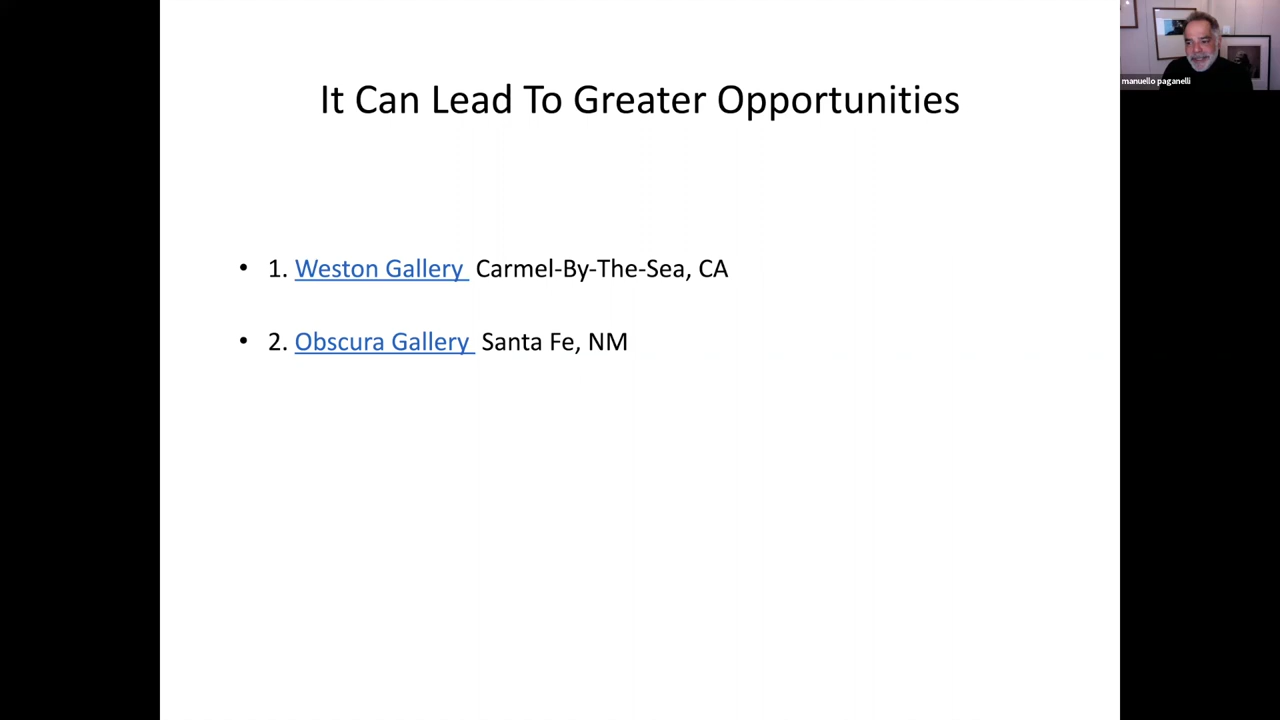 It Can Lead To Greater Opportunities
manuello paganelli
• 1. Weston Gallery Carmel-By-The-Sea, CA
• 2. Obscura Gallery Santa Fe, NM